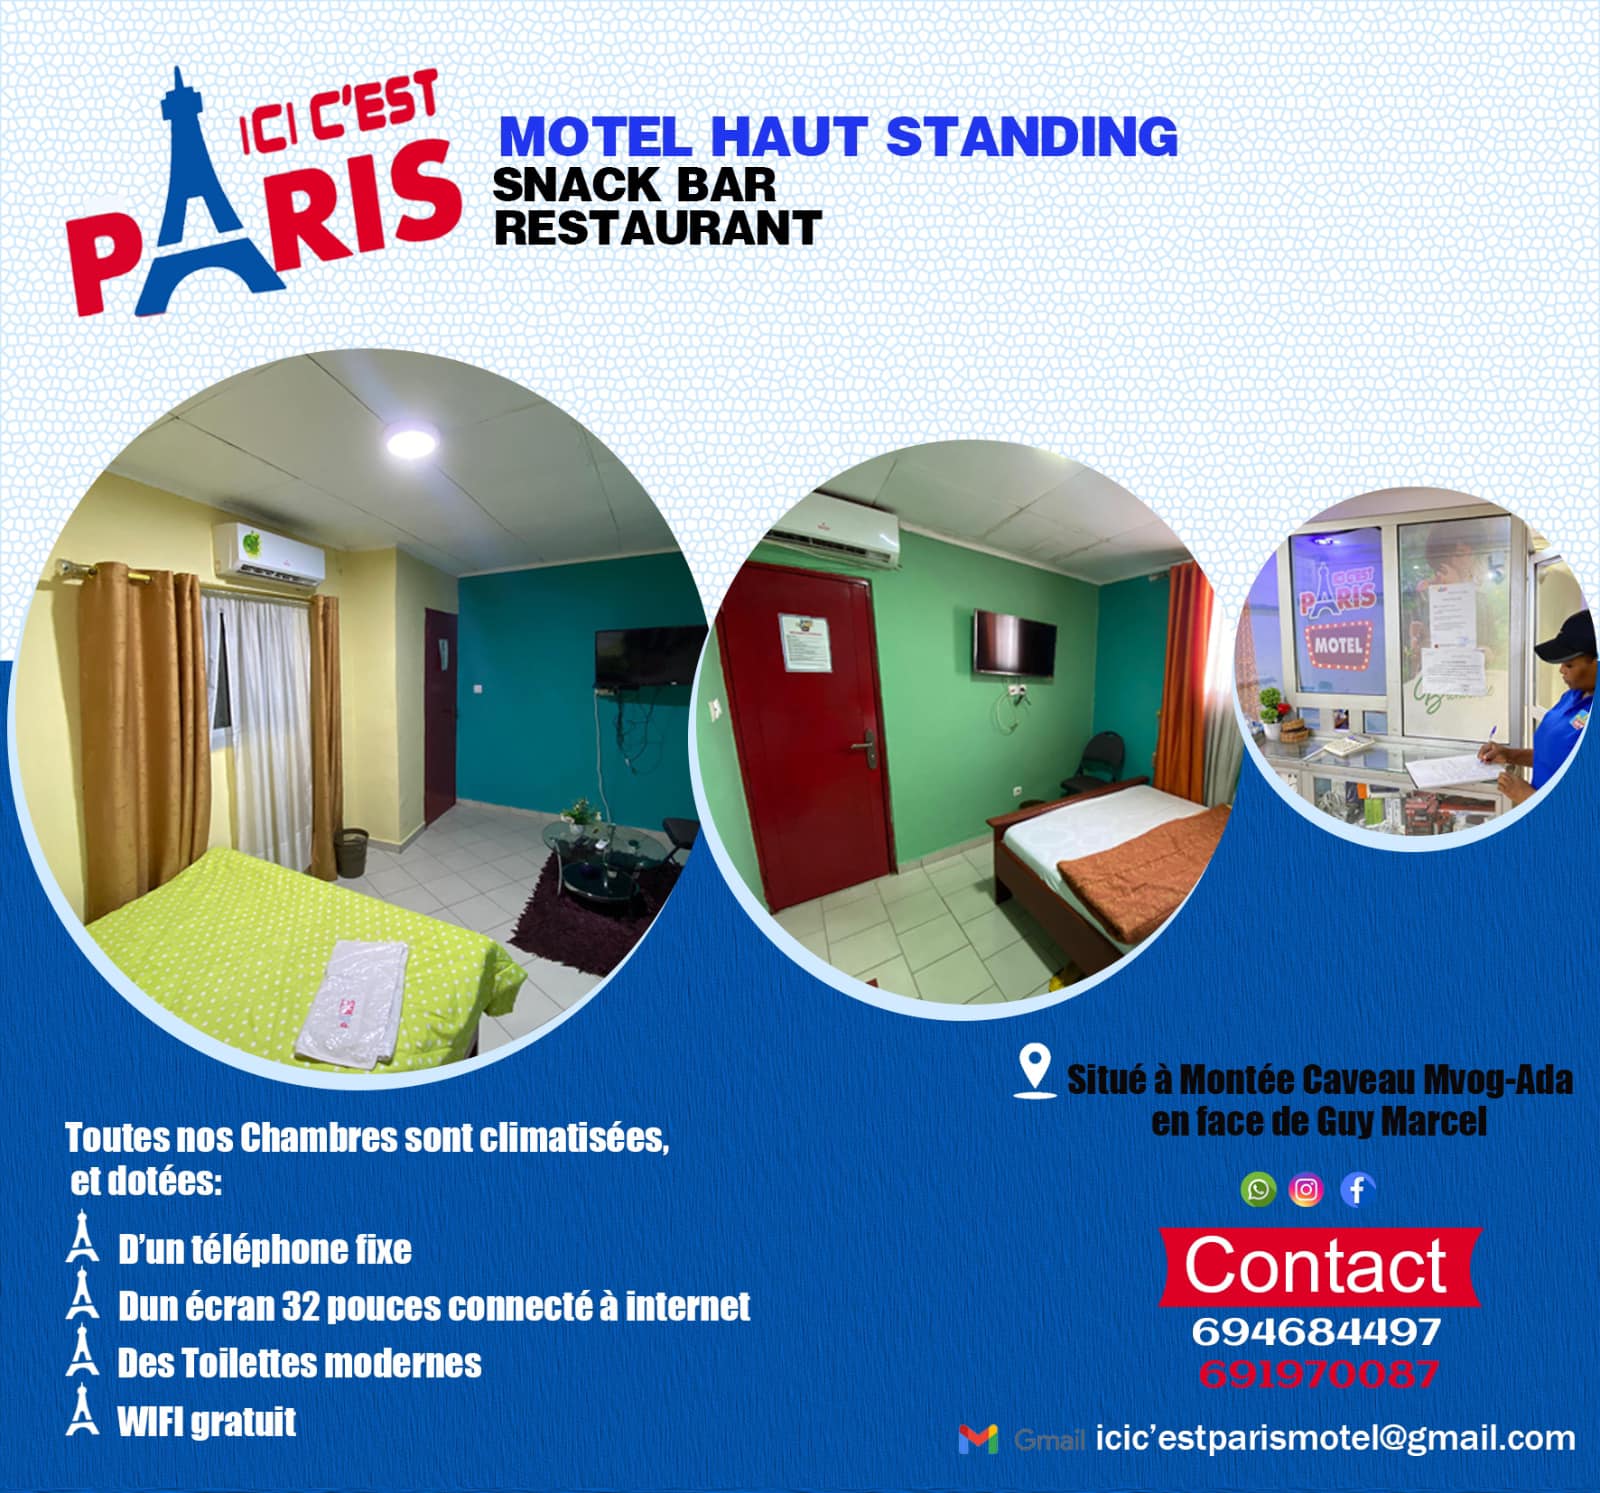 ICI C'EST
PARIS
MOTEL HAUT STANDING
SNACK BAR
RESTAURANT
ICI C'EST
PARIS
MOTEL
Situé à Montée Caveau Mvog-Ada
en face de Guy Marcel
Toutes nos Chambres sont climatisées,
et dotées:
D'un téléphone fixe
Dun écran 32 pouces connecté à internet
Des Toilettes modernes
WIFI gratuit
Contact
694684497
691970087
Gmail icic'estparismotel@gmail.com